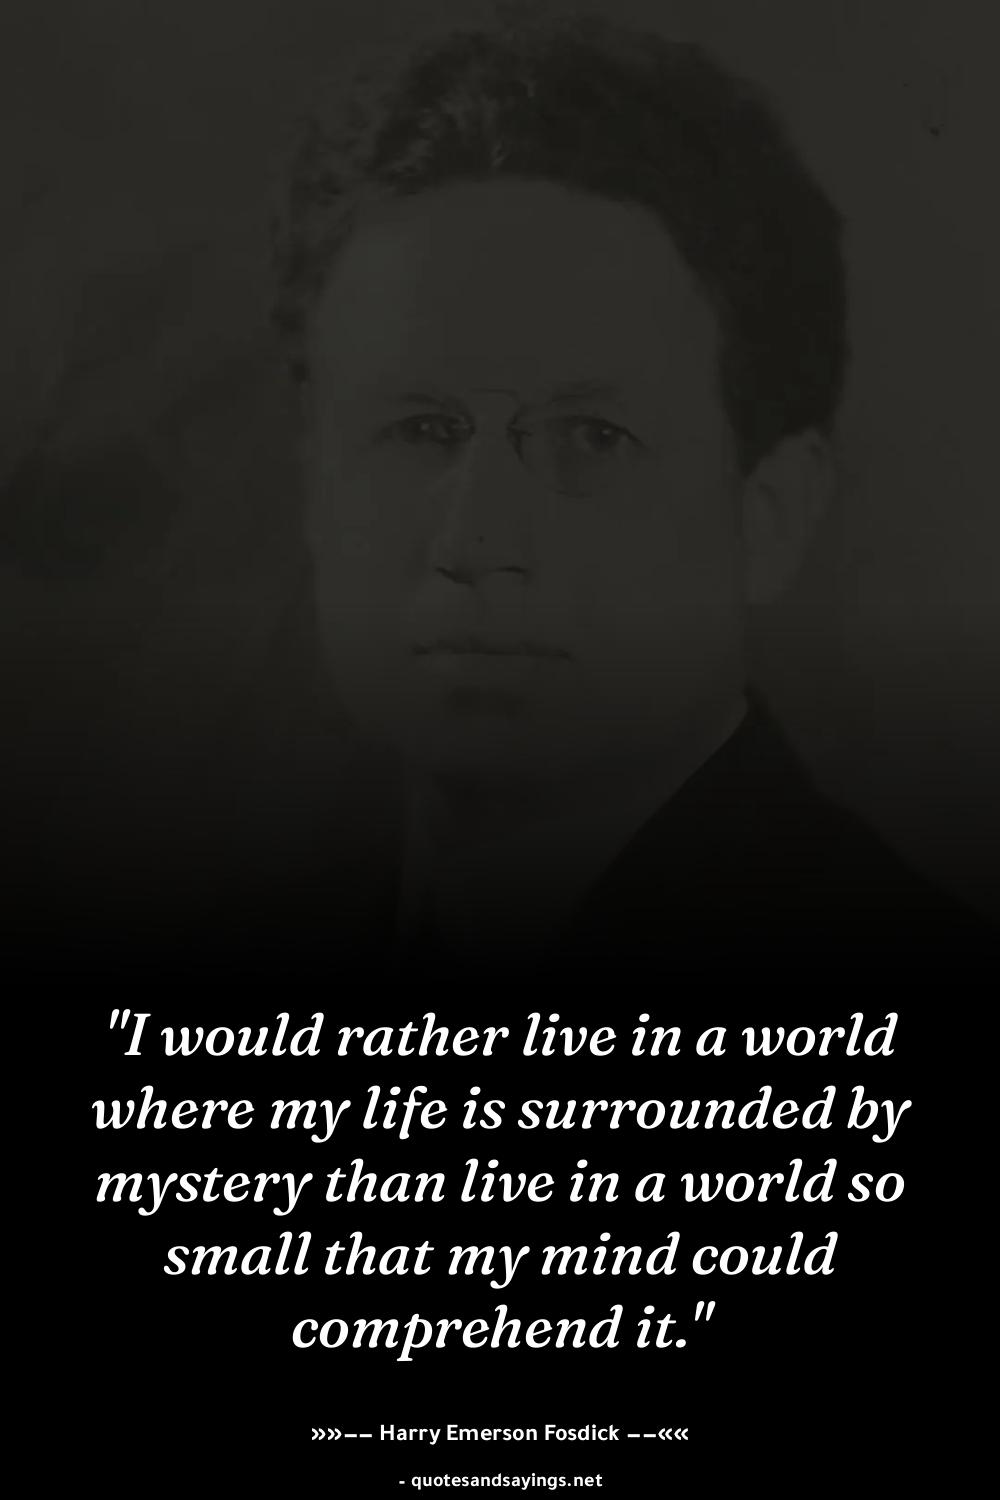 "I would rather live in a world
where my life is surrounded by
mystery than live in a world so
small that my mind could
comprehend it."
»»−− Harry Emerson Fosdick −−««
- quotesandsayings.net